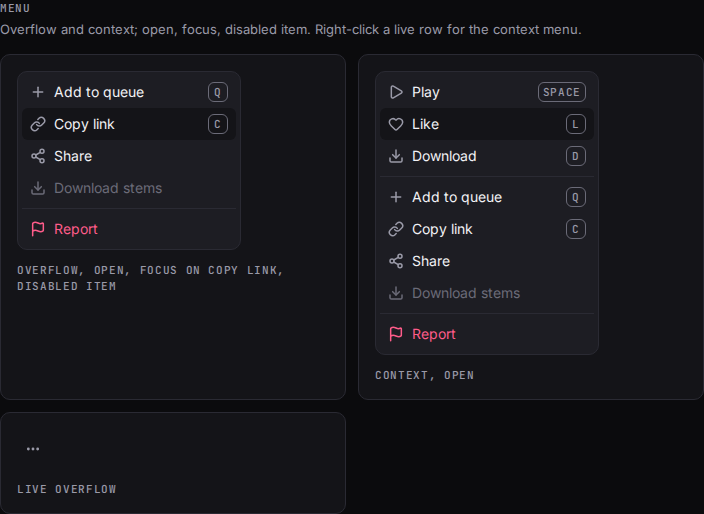 MENU
Overflow and context; open, focus, disabled item. Right-click a live row for the context menu.
Add to queue Q
Copy link C
Share
Download stems
Report
OVERFLOW, OPEN, FOCUS ON COPY LINK,
DISABLED ITEM
Play SPACE
Like L
Download D
Add to queue Q
Copy link C
Share
Download stems
Report
CONTEXT, OPEN
LIVE OVERFLOW